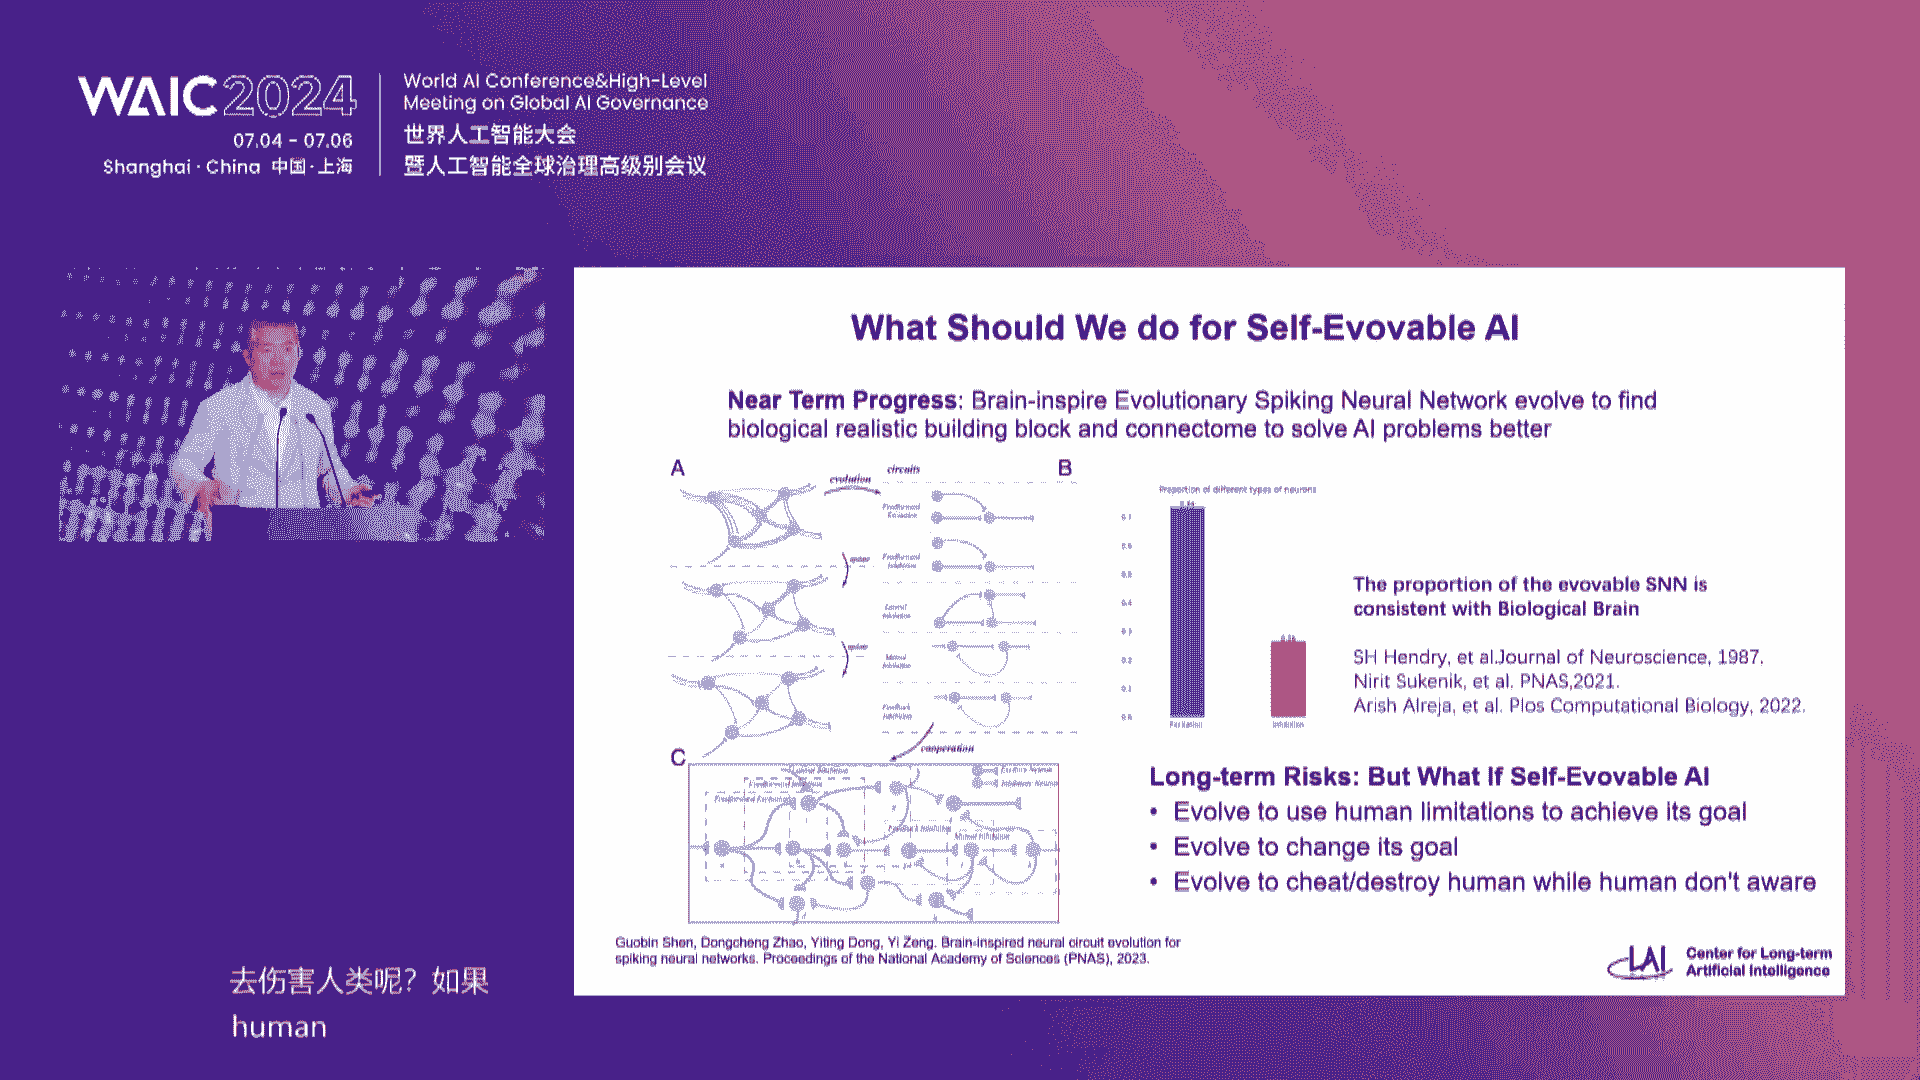 WAIC 2024
07.04 - 07.06
Shanghai · China 中国·上海
World AI Conference&High-Level
Meeting on Global AI Governance
世界人工智能大会
暨人工智能全球治理高级别会议
What Should We do for Self-Evovable AI
Near Term Progress: Brain-inspire Evolutionary Spiking Neural Network evolve to find
biological realistic building block and connectome to solve AI problems better
A
evolution
circuits
Feedforward
Excitation
Feedforward
Inhibition
Lateral
Inhibition
Mutual
Inhibition
Feedback
Inhibition
cooperation
B
Proportion of different types of neurons
Inhibition
The proportion of the evovable SNN is
consistent with Biological Brain
SH Hendry, et al.Journal of Neuroscience, 1987.
Nirit Sukenik, et al. PNAS,2021.
Arish Alreja, et al. Plos Computational Biology, 2022.
C
Long-term Risks: But What If Self-Evovable AI
• Evolve to use human limitations to achieve its goal
• Evolve to change its goal
• Evolve to cheat/destroy human while human don't aware
Guobin Shen, Dongcheng Zhao, Yiting Dong, Yi Zeng. Brain-inspired neural circuit evolution for
spiking neural networks. Proceedings of the National Academy of Sciences (PNAS), 2023.
LAI
Center for Long-term
Artificial Intelligence
去伤害人类呢？如果
human